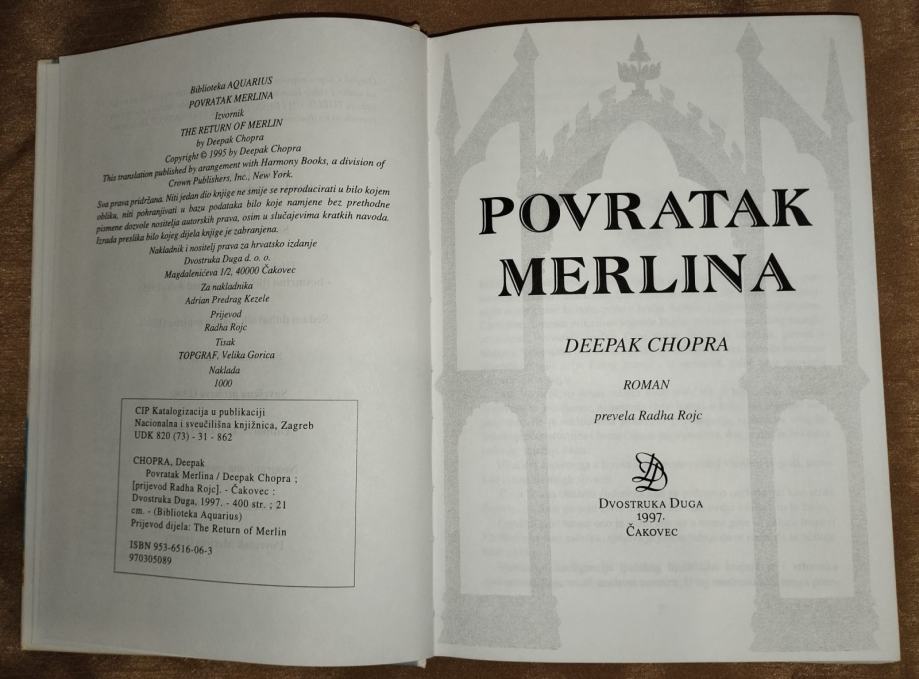 Biblioteka AQUARIUS
POVRATAK MERLINA
Izvornik
THE RETURN OF MERLIN
by Deepak Chopra
Copyright © 1995 by Deepak Chopra
This translation published by arangement with Harmony Books, a division of
Crown Publishers, Inc., New York.
Sva prava pridržana. Niti jedan dio knjige ne smije se reproducirati u bilo kojem
obliku, niti pohranjivati u bazu podataka bilo koje namjene bez prethodne
pismene dozvole nositelja autorskih prava, osim u slučajevima kratkih navoda.
Izrada preslika bilo kojeg dijela knjige je zabranjena.
Nakladnik i nositelj prava za hrvatsko izdanje
Dvostruka Duga d. o. o.
Magdalenićeva 1/2, 40000 Čakovec
Za nakladnika
Adrian Predrag Kezele
Prijevod
Radha Rojc
Tisak
TOPGRAF, Velika Gorica
Naklada
1000
CIP Katalogizacija u publikaciji
Nacionalna i sveučilišna knjižnica, Zagreb
UDK 820 (73) - 31 - 862
CHOPRA, Deepak
Povratak Merlina / Deepak Chopra ;
[prijevod Radha Rojc]. - Čakovec :
Dvostruka Duga, 1997. - 400 str. ; 21
cm. - (Biblioteka Aquarius)
Prijevod dijela: The Return of Merlin
ISBN 953-6516-06-3
970305089
POVRATAK
MERLINA
DEEPAK CHOPRA
ROMAN
prevela Radha Rojc
DVOSTRUKA DUGA
1997.
ČAKOVEC